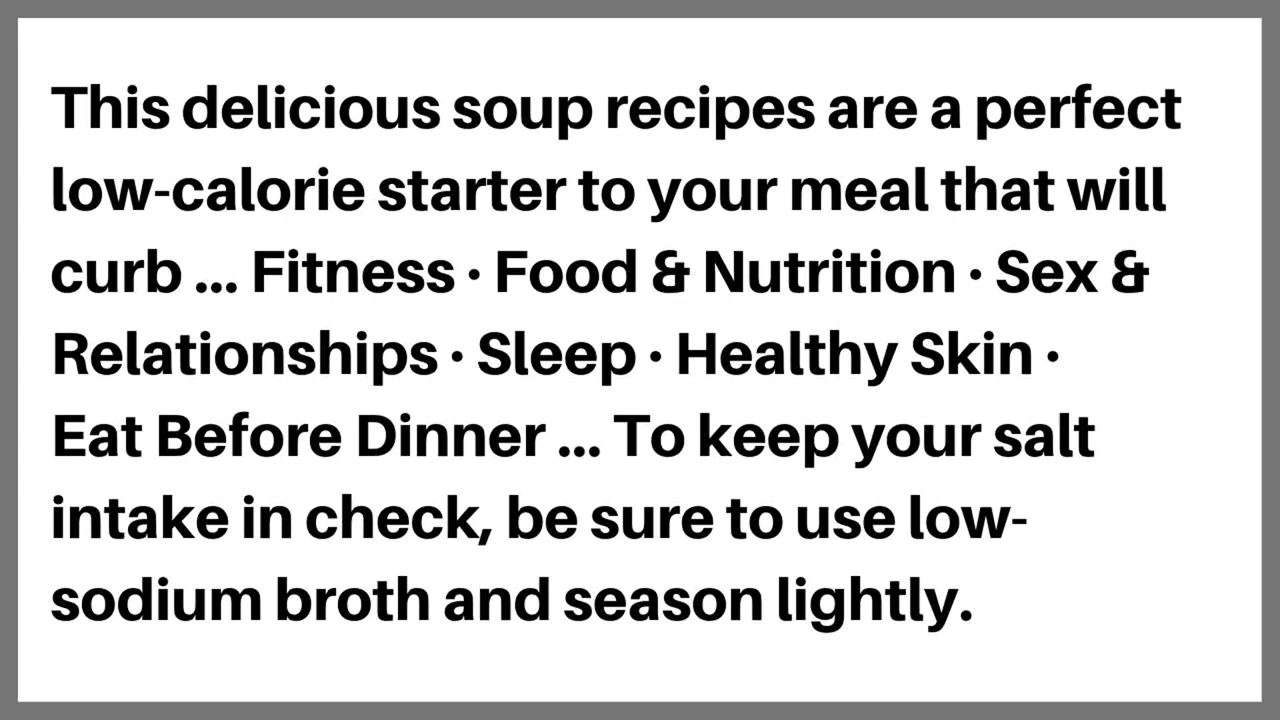 This delicious soup recipes are a perfect
low-calorie starter to your meal that will
curb ... Fitness · Food & Nutrition · Sex &
Relationships · Sleep · Healthy Skin ·
Eat Before Dinner ... To keep your salt
intake in check, be sure to use low-
sodium broth and season lightly.